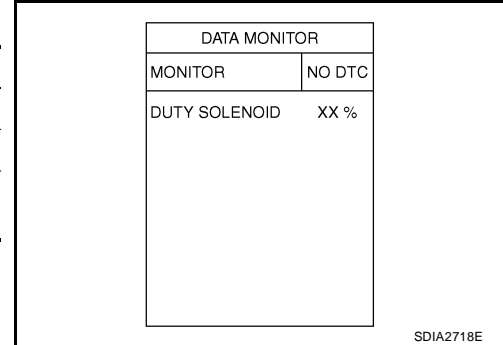 DATA MONITOR
MONITOR NO DTC
DUTY SOLENOID XX %
SDIA2718E